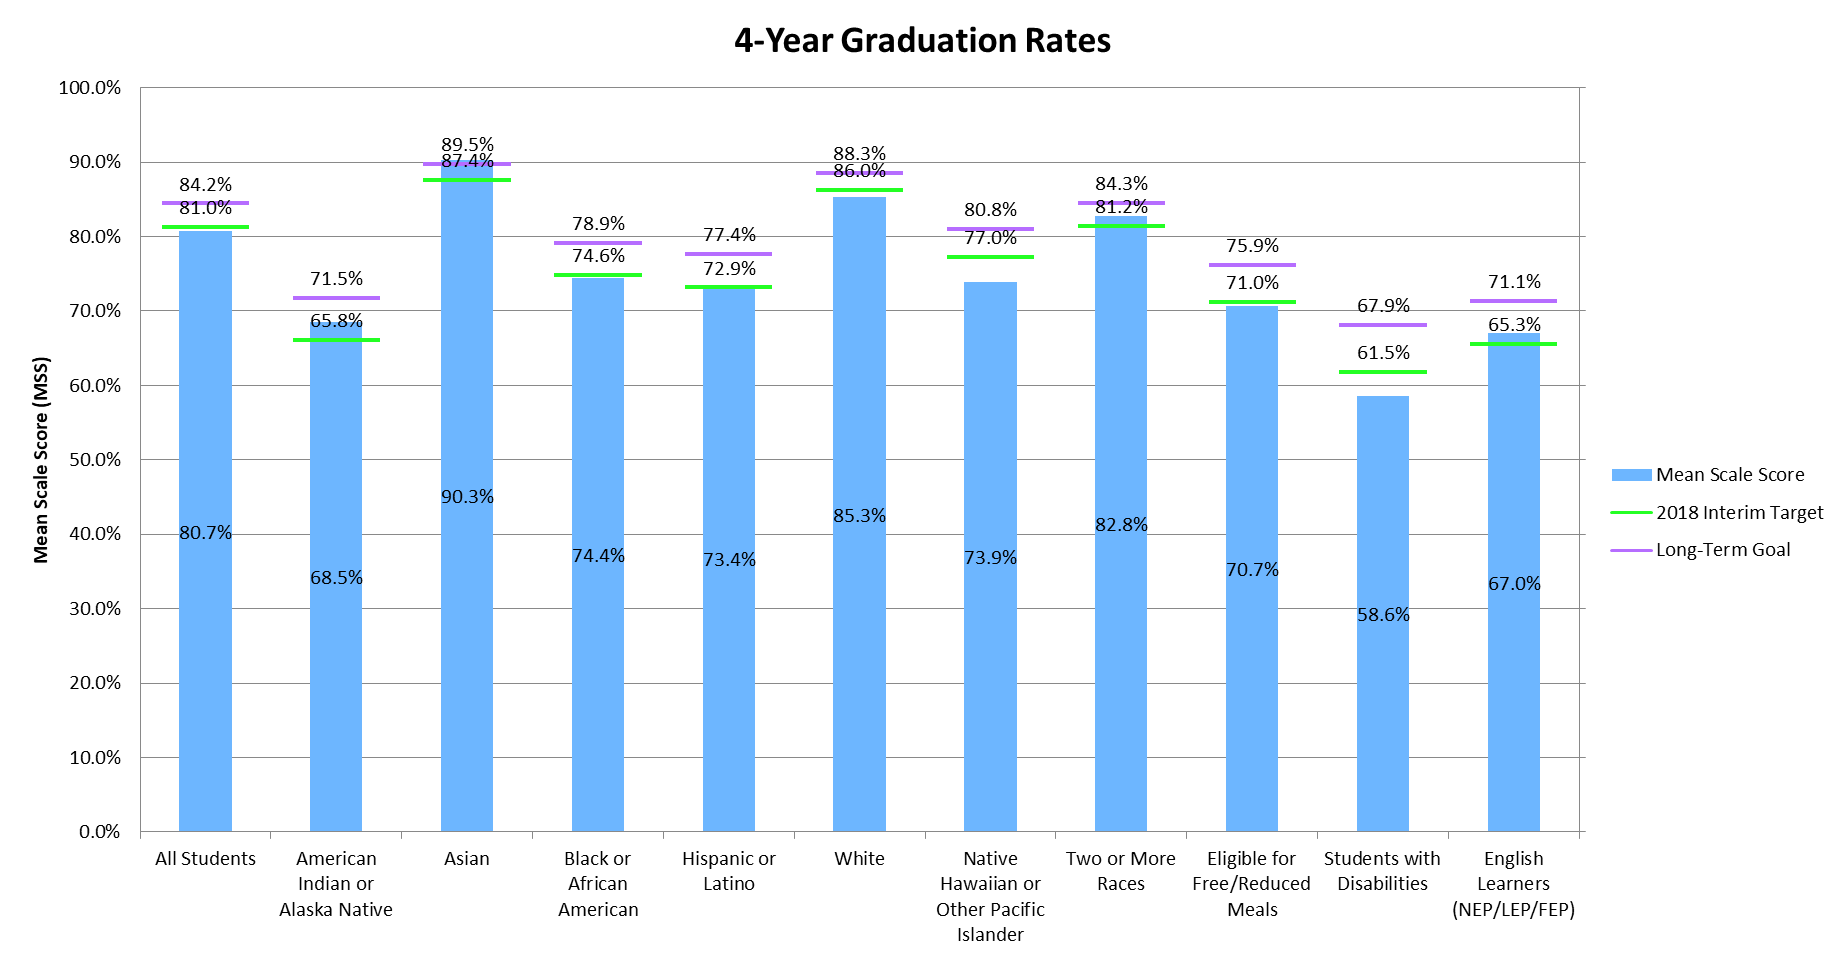 4-Year Graduation Rates
Mean Scale Score (MSS)
100.0%
90.0%
80.0%
70.0%
60.0%
50.0%
40.0%
30.0%
20.0%
10.0%
0.0%
84.2%
81.0%
80.7%
71.5%
65.8%
68.5%
89.5%
87.4%
90.3%
78.9%
74.6%
74.4%
77.4%
72.9%
73.4%
88.3%
86.0%
85.3%
80.8%
77.0%
73.9%
84.3%
81.2%
82.8%
75.9%
71.0%
70.7%
67.9%
61.5%
58.6%
71.1%
65.3%
67.0%
All Students
American
Indian or
Alaska Native
Asian
Black or
African
American
Hispanic or
Latino
White
Native
Hawaiian or
Other Pacific
Islander
Two or More
Races
Eligible for
Free/Reduced
Meals
Students with
Disabilities
English
Learners
(NEP/LEP/FEP)
Mean Scale Score
2018 Interim Target
Long-Term Goal